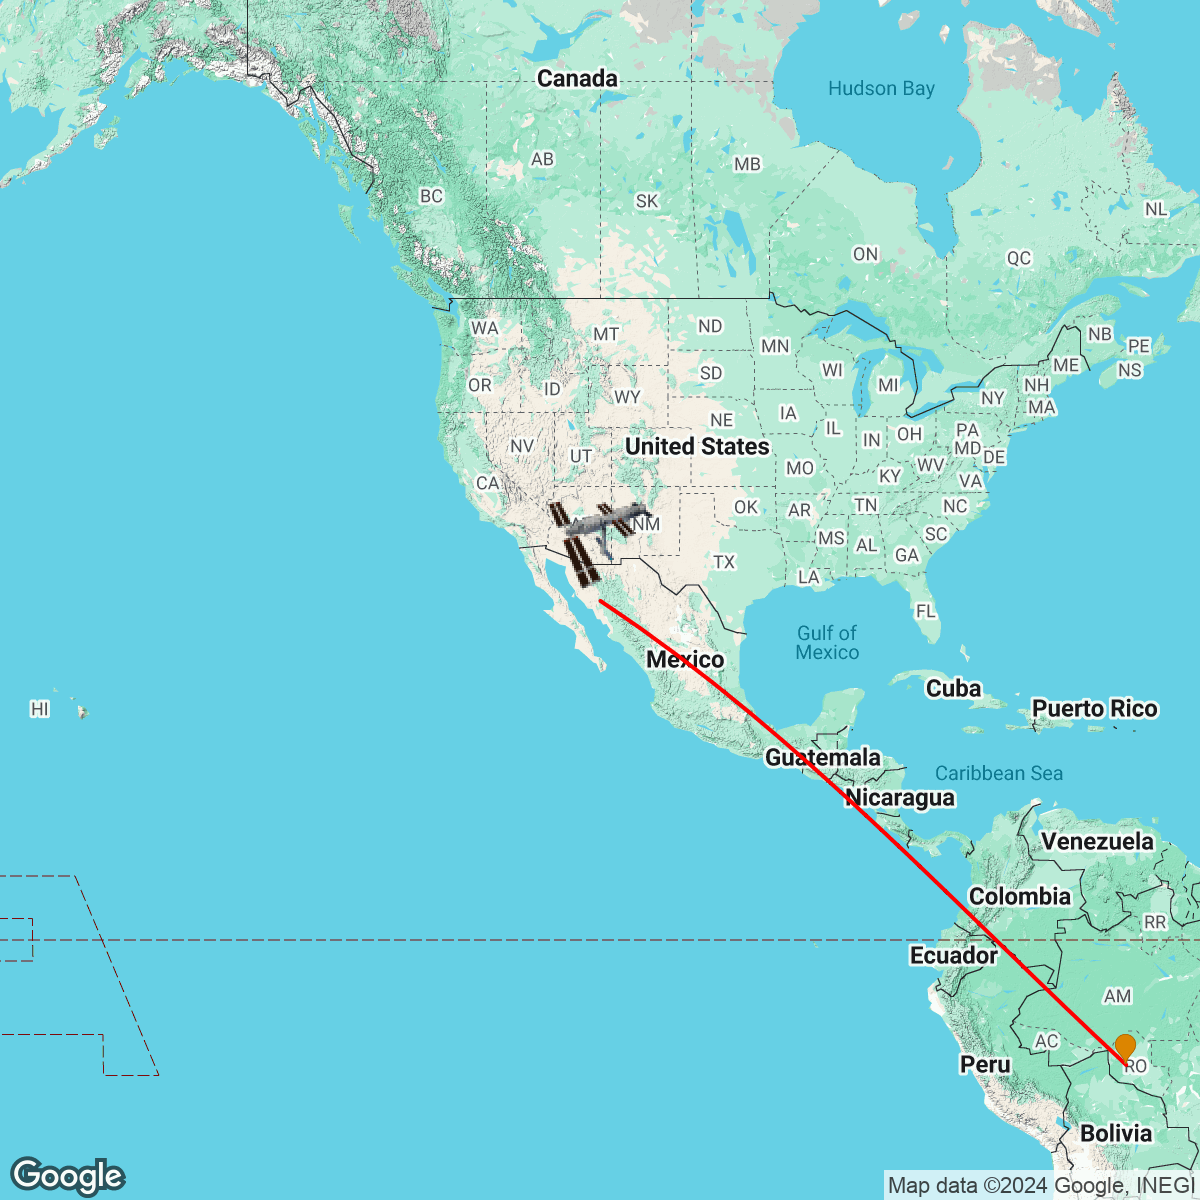 Canada
Hudson Bay
AB
MB
BC
SK
NL
ON
QC
WA
MT
ND
MN
NB
PE
ME
NS
OR
ID
WY
SD
WI
MI
NH
NY
MA
NV
UT
NE
IA
IL
IN
OH
PA
MD
DE
United States
CA
MO
KY
WV
VA
OK
AR
TN
NC
NM
MS
AL
SC
GA
TX
LA
FL
Gulf of
Mexico
Mexico
Cuba
HI
Puerto Rico
Guatemala
Caribbean Sea
Nicaragua
Venezuela
Colombia
RR
Ecuador
AM
AC
Peru
RO
Bolivia
Google
Map data ©2024 Google, INEGI